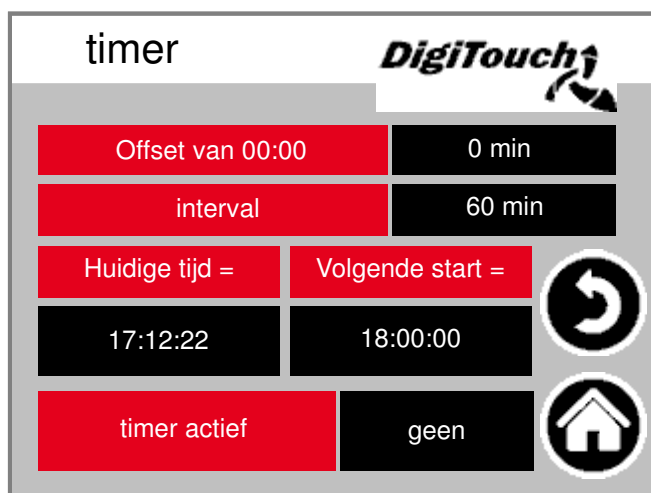 timer
DigiTouch
Offset van 00:00
0 min
interval
60 min
Huidige tijd =
Volgende start =
17:12:22
18:00:00
timer actief
geen